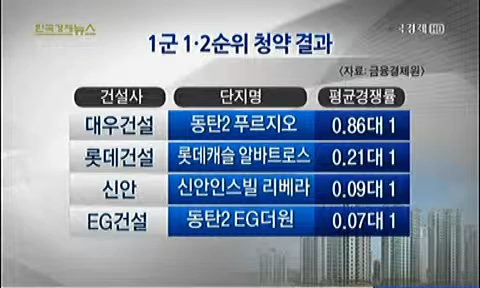 한국경제뉴스
경제 HD
1군 1·2순위 청약 결과
〈자료: 금융결제원〉
건설사 단지명 평균경쟁률
대우건설 동탄2 푸르지오 0.86대 1
롯데건설 롯데캐슬 알바트로스 0.21대 1
신안 신안인스빌 리베라 0.09대 1
EG건설 동탄2 EG더원 0.07대 1